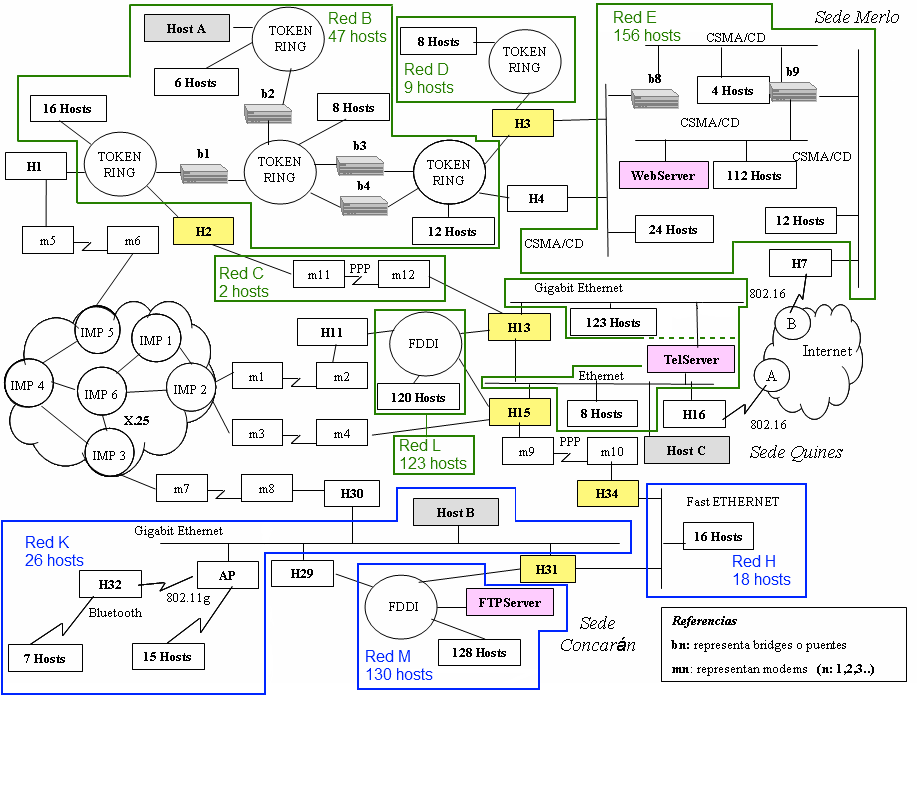 Host A
TOKEN
RING
Red B
47 hosts
8 Hosts
Red D
9 hosts
TOKEN
RING
Red E
156 hosts
CSMA/CD
Sede Merlo
6 Hosts
b2
16 Hosts
8 Hosts
H3
b8
4 Hosts
b9
CSMA/CD
TOKEN
RING
b1
TOKEN
RING
b3
b4
TOKEN
RING
CSMA/CD
H1
WebServer
112 Hosts
H4
H2
12 Hosts
24 Hosts
12 Hosts
CSMA/CD
m5
m6
Red C
2 hosts
m11
PPP
m12
H7
802.16
Gigabit Ethernet
123 Hosts
B
Internet
A
802.16
IMP 5
IMP 1
IMP 4
IMP 6
IMP 2
X.25
IMP 3
H11
FDDI
H13
TelServer
m1
m2
120 Hosts
Ethernet
m3
m4
H15
8 Hosts
H16
Red L
123 hosts
m9
PPP
m10
Host C
Sede Quines
m7
m8
H30
H34
Host B
Fast ETHERNET
16 Hosts
Red H
18 hosts
Gigabit Ethernet
Red K
26 hosts
H32
AP
H29
H31
802.11g
Bluetooth
FDDI
FTPServer
7 Hosts
15 Hosts
128 Hosts
Red M
130 hosts
Sede
Concarán
Referencias
bn: representa bridges o puentes
mn: representan modems (n: 1,2,3..)